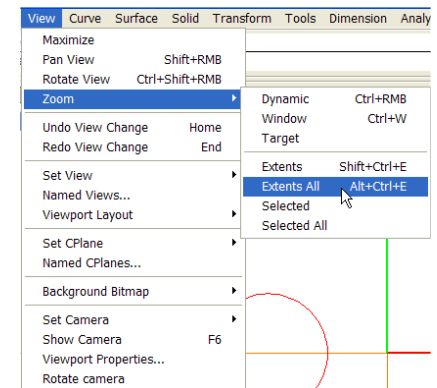 View Curve Surface Solid Transform Tools Dimension Analy
Maximize
Pan View Shift+RMB
Rotate View Ctrl+Shift+RMB
Zoom
Undo View Change Home
Redo View Change End
Set View
Named Views...
Viewport Layout
Set CPlane
Named CPlanes...
Background Bitmap
Set Camera
Show Camera F6
Viewport Properties...
Rotate camera
Dynamic Ctrl+RMB
Window Ctrl+W
Target
Extents Shift+Ctrl+E
Extents All Alt+Ctrl+E
Selected
Selected All